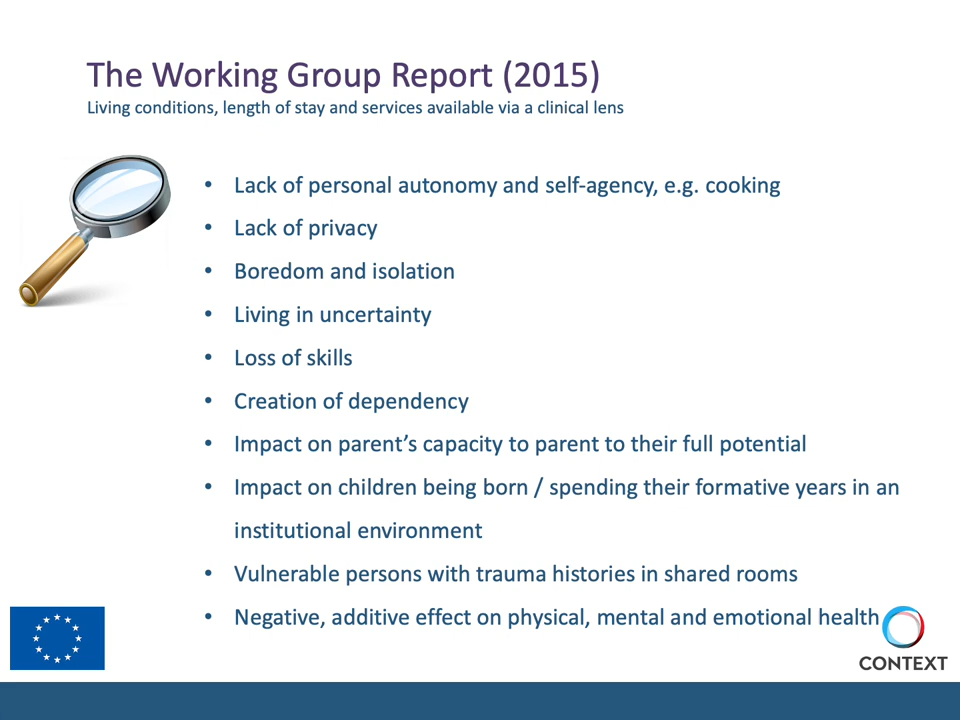 The Working Group Report (2015)
Living conditions, length of stay and services available via a clinical lens
• Lack of personal autonomy and self-agency, e.g. cooking
• Lack of privacy
• Boredom and isolation
• Living in uncertainty
• Loss of skills
• Creation of dependency
• Impact on parent’s capacity to parent to their full potential
• Impact on children being born / spending their formative years in an
institutional environment
• Vulnerable persons with trauma histories in shared rooms
• Negative, additive effect on physical, mental and emotional health
CONTEXT